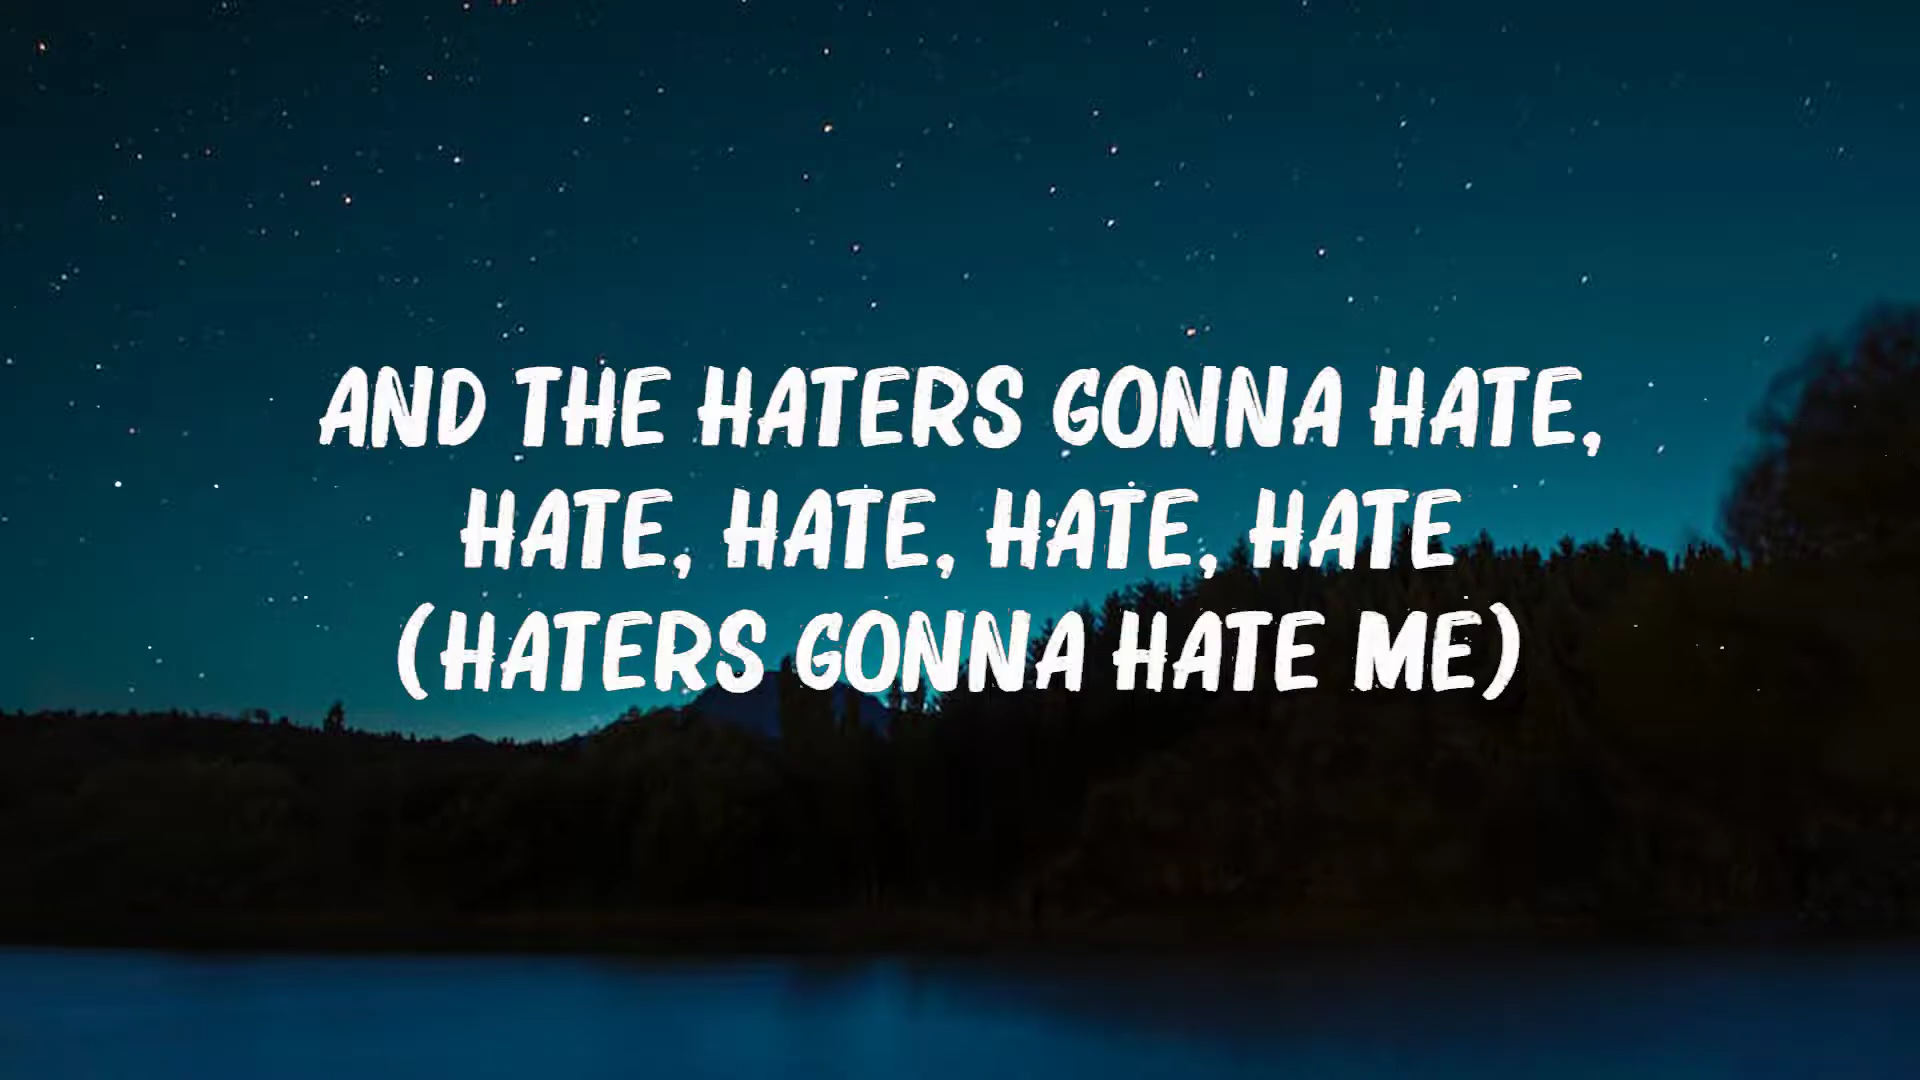 AND THE HATERS GONNA HATE,
HATE, HATE, HATE, HATE
(HATERS GONNA HATE ME)